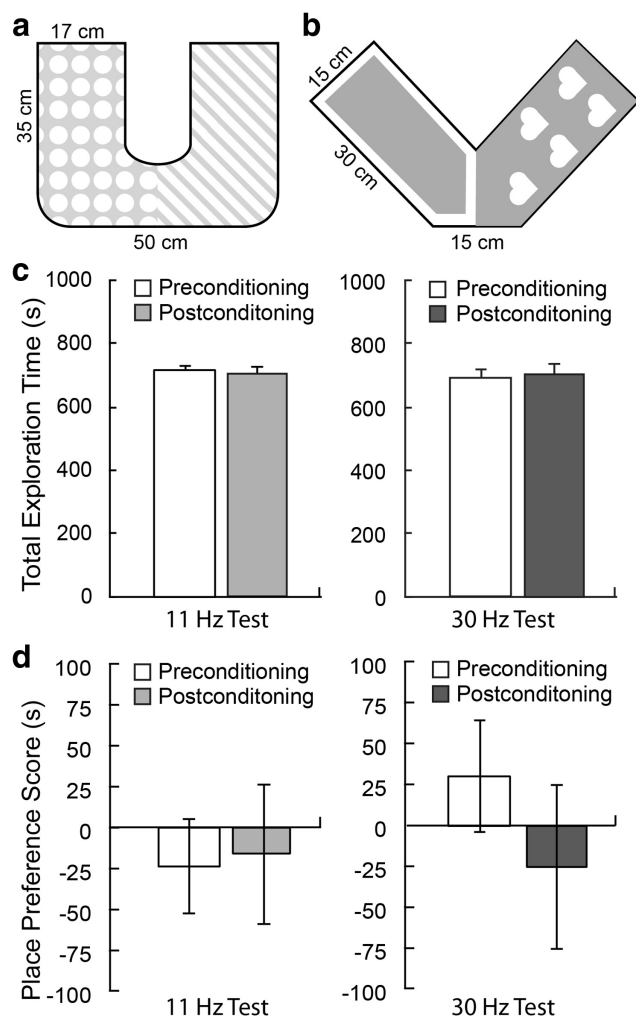 a
17 cm
35 cm
50 cm
b
15 cm
30 cm
15 cm
c
Total Exploration Time (s)
1000
800
600
400
200
0
Preconditioning
Postconditoning
11 Hz Test
1000
800
600
400
200
0
Preconditioning
Postconditoning
30 Hz Test
d
Place Preference Score (s)
100
75
50
25
0
-25
-50
-75
-100
Preconditioning
Postconditoning
11 Hz Test
100
75
50
25
0
-25
-50
-75
-100
Preconditioning
Postconditoning
30 Hz Test